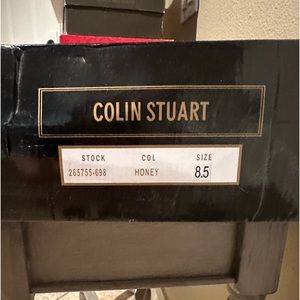 COLIN STUART
STOCK COL SIZE
265755-698 HONEY 8.5